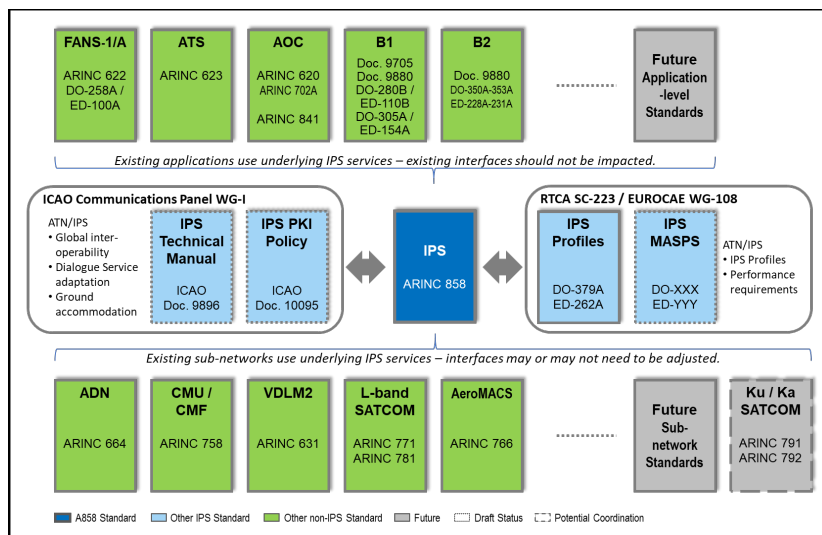 FANS-1/A
ARINC 622
DO-258A /
ED-100A
ATS
ARINC 623
AOC
ARINC 620
ARINC 702A
ARINC 841
B1
Doc. 9705
Doc. 9880
DO-280B /
ED-110B
DO-305A /
ED-154A
B2
Doc. 9880
DO-350A-353A
ED-228A-231A
Future
Application
-level
Standards
Existing applications use underlying IPS services – existing interfaces should not be impacted.
ICAO Communications Panel WG-I
ATN/IPS
• Global inter-
operability
• Dialogue Service
adaptation
• Ground
accommodation
IPS
Technical
Manual
ICAO
Doc. 9896
IPS PKI
Policy
ICAO
Doc. 10095
IPS
ARINC 858
RTCA SC-223 / EUROCAE WG-108
IPS
Profiles
DO-379A
ED-262A
IPS
MASPS
DO-XXX
ED-YYY
ATN/IPS
• IPS Profiles
• Performance
requirements
Existing sub-networks use underlying IPS services – interfaces may or may not need to be adjusted.
ADN
ARINC 664
CMU /
CMF
ARINC 758
VDLM2
ARINC 631
L-band
SATCOM
ARINC 771
ARINC 781
AeroMACS
ARINC 766
Future
Sub-
network
Standards
Ku / Ka
SATCOM
ARINC 791
ARINC 792
A858 Standard
Other IPS Standard
Other non-IPS Standard
Future
Draft Status
Potential Coordination